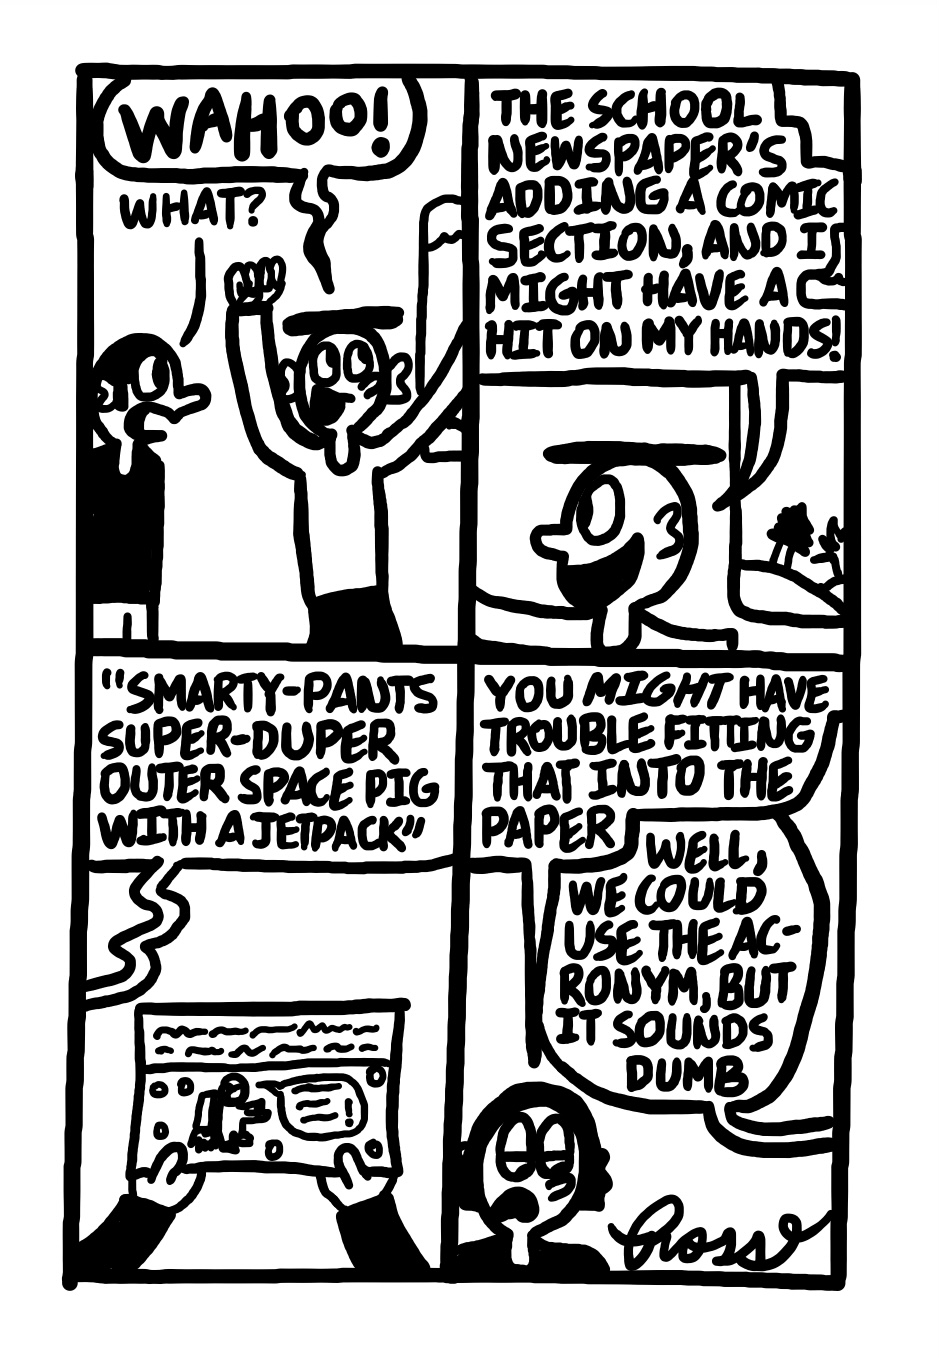 WAHOO!
WHAT?
THE SCHOOL
NEWSPAPER'S
ADDING A COMIC
SECTION, AND I
MIGHT HAVE A
HIT ON MY HANDS!
"SMARTY-PANTS
SUPER-DUPER
OUTER SPACE PIG
WITH A JETPACK"
YOU MIGHT HAVE
TROUBLE FITTING
THAT INTO THE
PAPER
WELL,
WE COULD
USE THE AC-
RONYM, BUT
IT SOUNDS
DUMB
Ross